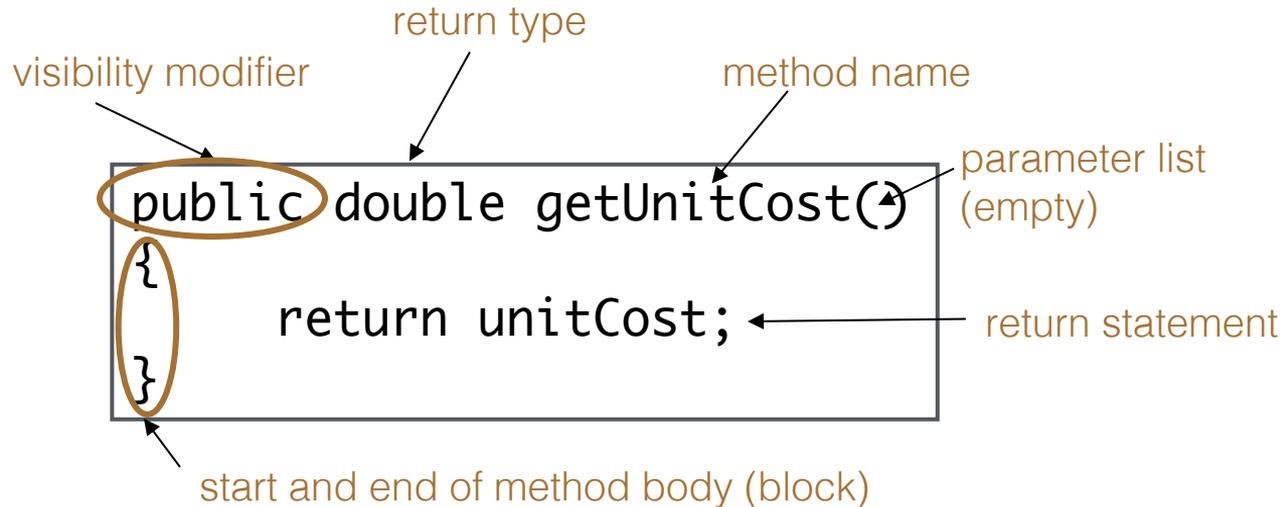 return type
visibility modifier
method name
parameter list
(empty)
public double getUnitCost()
{
return unitCost;
return statement
}
start and end of method body (block)